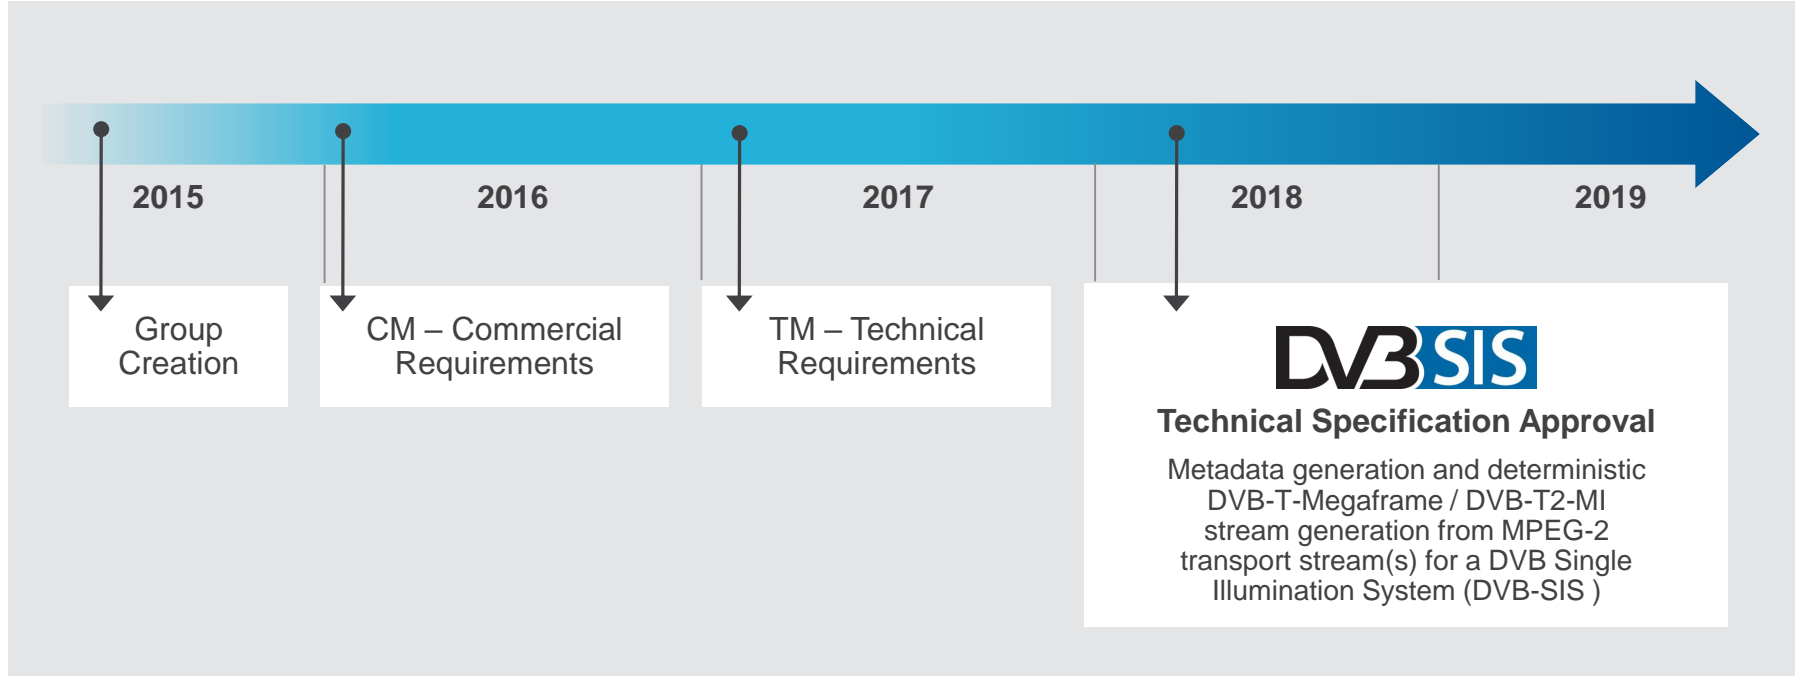 2015
2016
2017
2018
2019
Group
Creation
CM – Commercial
Requirements
TM – Technical
Requirements
DVB SIS
Technical Specification Approval
Metadata generation and deterministic
DVB-T-Megaframe / DVB-T2-MI
stream generation from MPEG-2
transport stream(s) for a DVB Single
Illumination System (DVB-SIS )